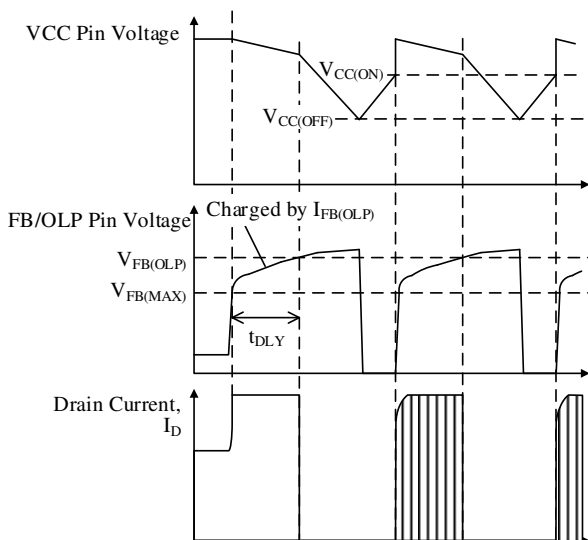 VCC Pin Voltage
VCC(ON)
VCC(OFF)
FB/OLP Pin Voltage
Charged by IFB(OLP)
VFB(OLP)
VFB(MAX)
tDLY
Drain Current,
ID